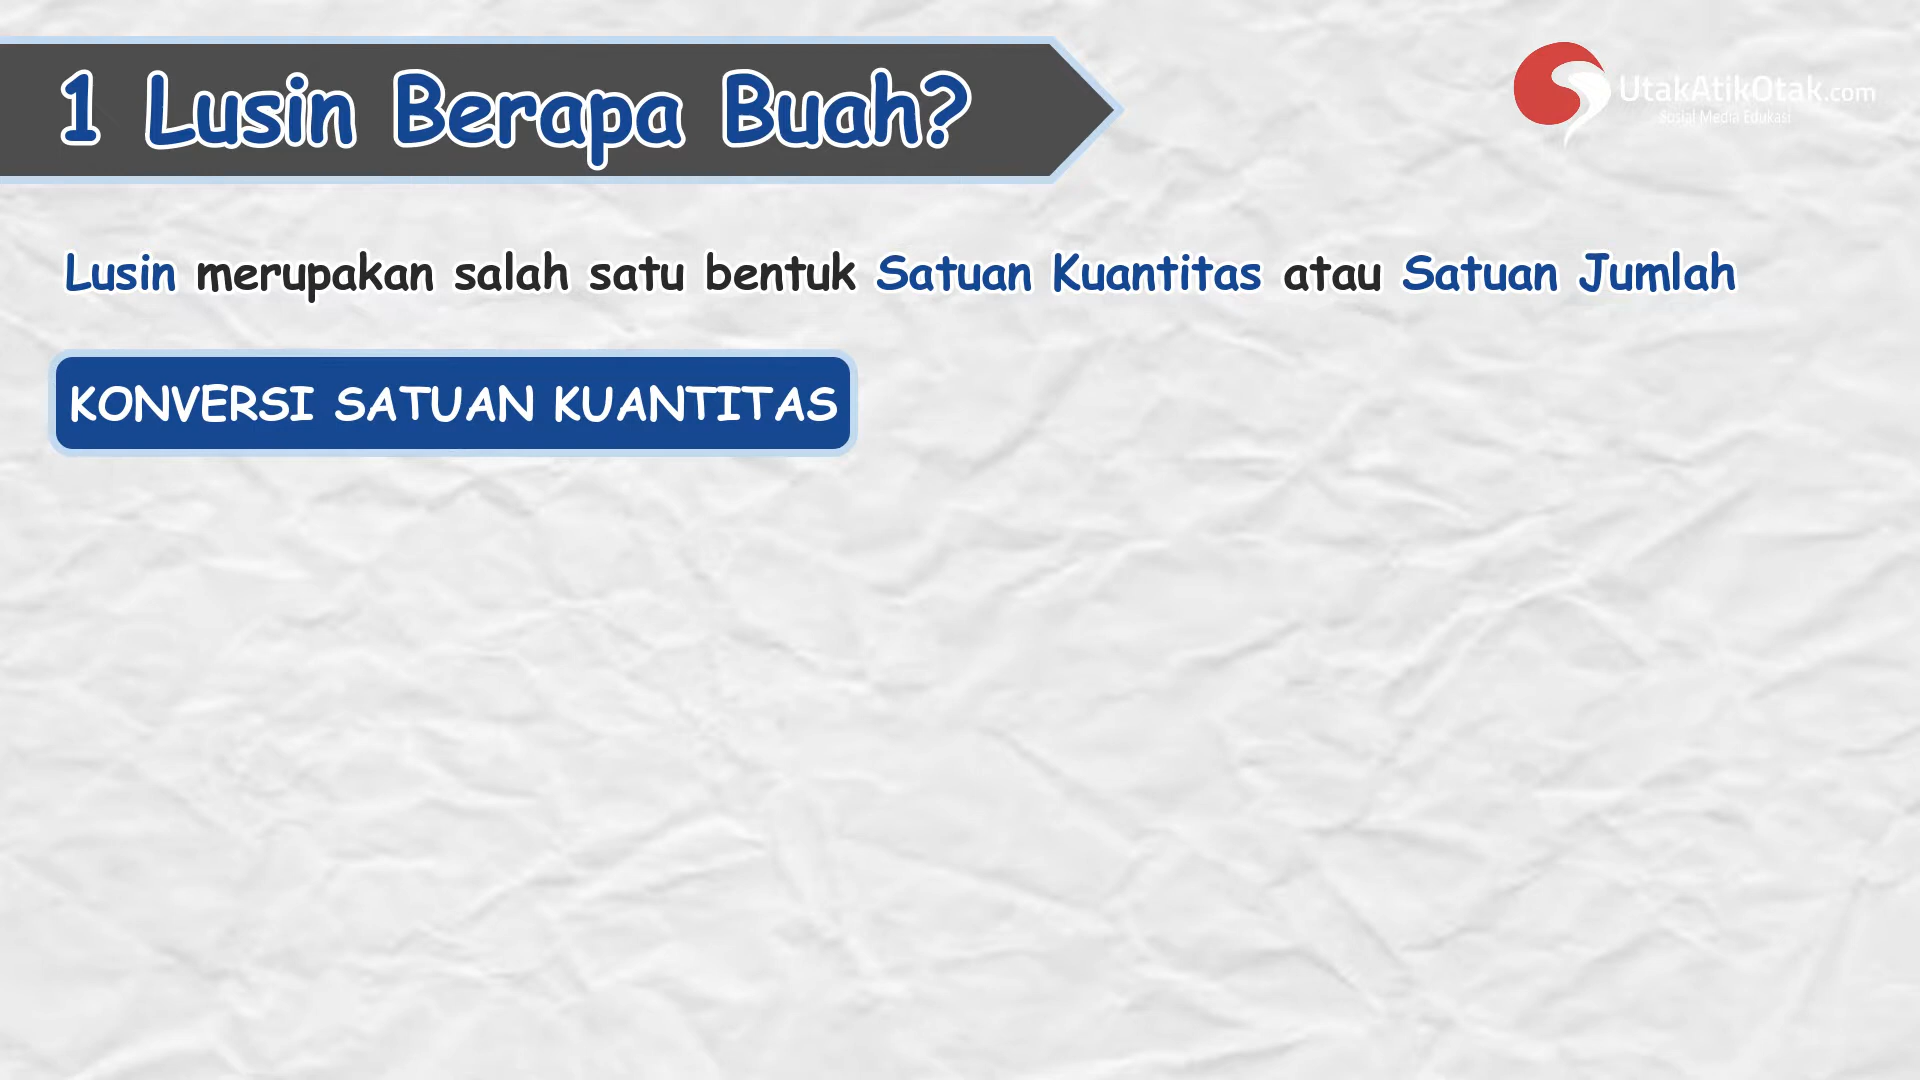 1 Lusin Berapa Buah?
UtakAtikOtak.com
Sosial Media Edukasi
Lusin merupakan salah satu bentuk Satuan Kuantitas atau Satuan Jumlah
KONVERSI SATUAN KUANTITAS